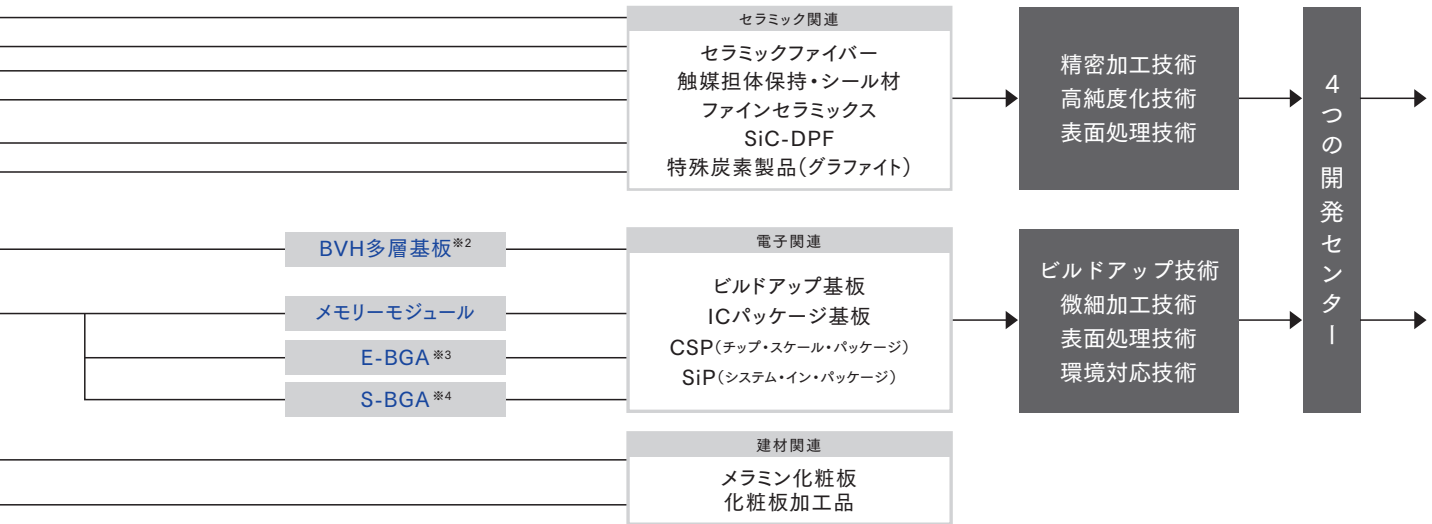 セラミック関連
セラミックファイバー
触媒担体保持・シール材
ファインセラミックス
SiC-DPF
特殊炭素製品(グラファイト)
精密加工技術
高純度化技術
表面処理技術
4つの開発センター
BVH多層基板※2
メモリーモジュール
E-BGA※3
S-BGA※4
電子関連
ビルドアップ基板
ICパッケージ基板
CSP(チップ・スケール・パッケージ)
SiP(システム・イン・パッケージ)
ビルドアップ技術
微細加工技術
表面処理技術
環境対応技術
建材関連
メラミン化粧板
化粧板加工品